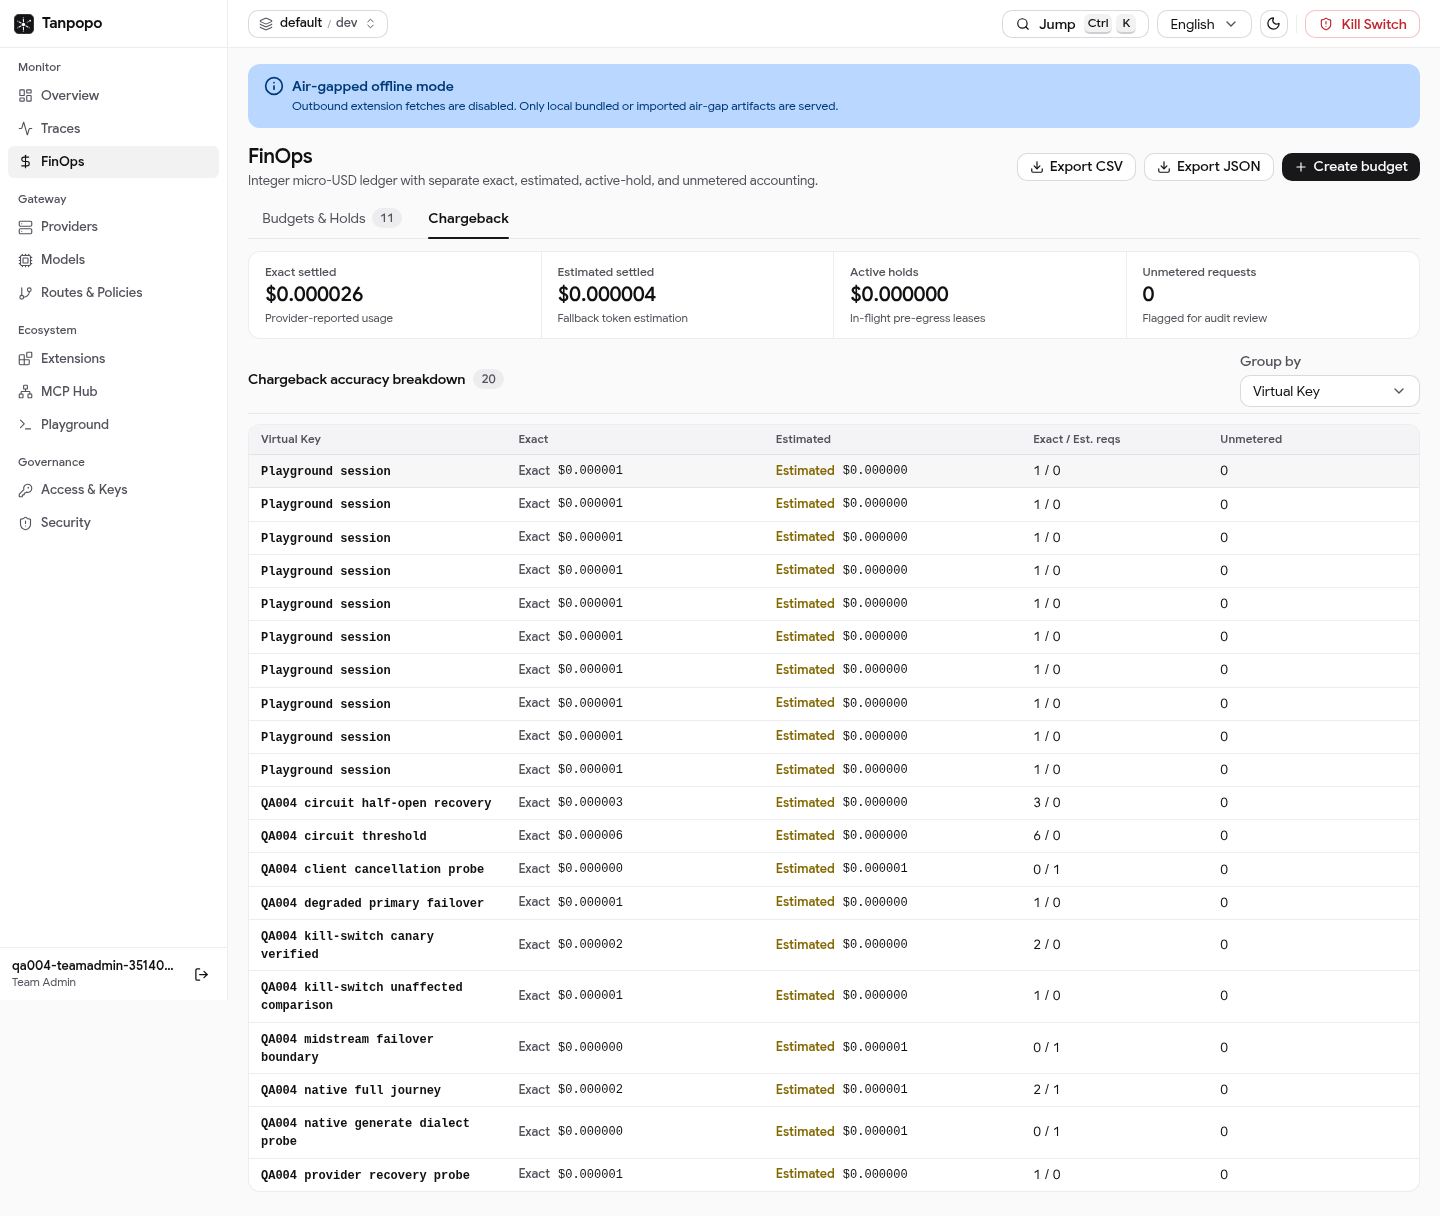 Tanpopo
default / dev
Jump Ctrl K
English
Kill Switch
Monitor
Overview
Traces
FinOps
Gateway
Providers
Models
Routes & Policies
Ecosystem
Extensions
MCP Hub
Playground
Governance
Access & Keys
Security
qa004-teamadmin-35140...
Team Admin
Air-gapped offline mode
Outbound extension fetches are disabled. Only local bundled or imported air-gap artifacts are served.
FinOps
Integer micro-USD ledger with separate exact, estimated, active-hold, and unmetered accounting.
Export CSV
Export JSON
Create budget
Budgets & Holds 11
Chargeback
Exact settled
$0.000026
Provider-reported usage
Estimated settled
$0.000004
Fallback token estimation
Active holds
$0.000000
In-flight pre-egress leases
Unmetered requests
0
Flagged for audit review
Chargeback accuracy breakdown 20
Group by
Virtual Key
Virtual Key Exact Estimated Exact / Est. reqs Unmetered
Playground session Exact $0.000001 Estimated $0.000000 1 / 0 0
Playground session Exact $0.000001 Estimated $0.000000 1 / 0 0
Playground session Exact $0.000001 Estimated $0.000000 1 / 0 0
Playground session Exact $0.000001 Estimated $0.000000 1 / 0 0
Playground session Exact $0.000001 Estimated $0.000000 1 / 0 0
Playground session Exact $0.000001 Estimated $0.000000 1 / 0 0
Playground session Exact $0.000001 Estimated $0.000000 1 / 0 0
Playground session Exact $0.000001 Estimated $0.000000 1 / 0 0
Playground session Exact $0.000001 Estimated $0.000000 1 / 0 0
Playground session Exact $0.000001 Estimated $0.000000 1 / 0 0
QA004 circuit half-open recovery Exact $0.000003 Estimated $0.000000 3 / 0 0
QA004 circuit threshold Exact $0.000006 Estimated $0.000000 6 / 0 0
QA004 client cancellation probe Exact $0.000000 Estimated $0.000001 0 / 1 0
QA004 degraded primary failover Exact $0.000001 Estimated $0.000000 1 / 0 0
QA004 kill-switch canary
verified Exact $0.000002 Estimated $0.000000 2 / 0 0
QA004 kill-switch unaffected
comparison Exact $0.000001 Estimated $0.000000 1 / 0 0
QA004 midstream failover
boundary Exact $0.000000 Estimated $0.000001 0 / 1 0
QA004 native full journey Exact $0.000002 Estimated $0.000001 2 / 1 0
QA004 native generate dialect
probe Exact $0.000000 Estimated $0.000001 0 / 1 0
QA004 provider recovery probe Exact $0.000001 Estimated $0.000000 1 / 0 0